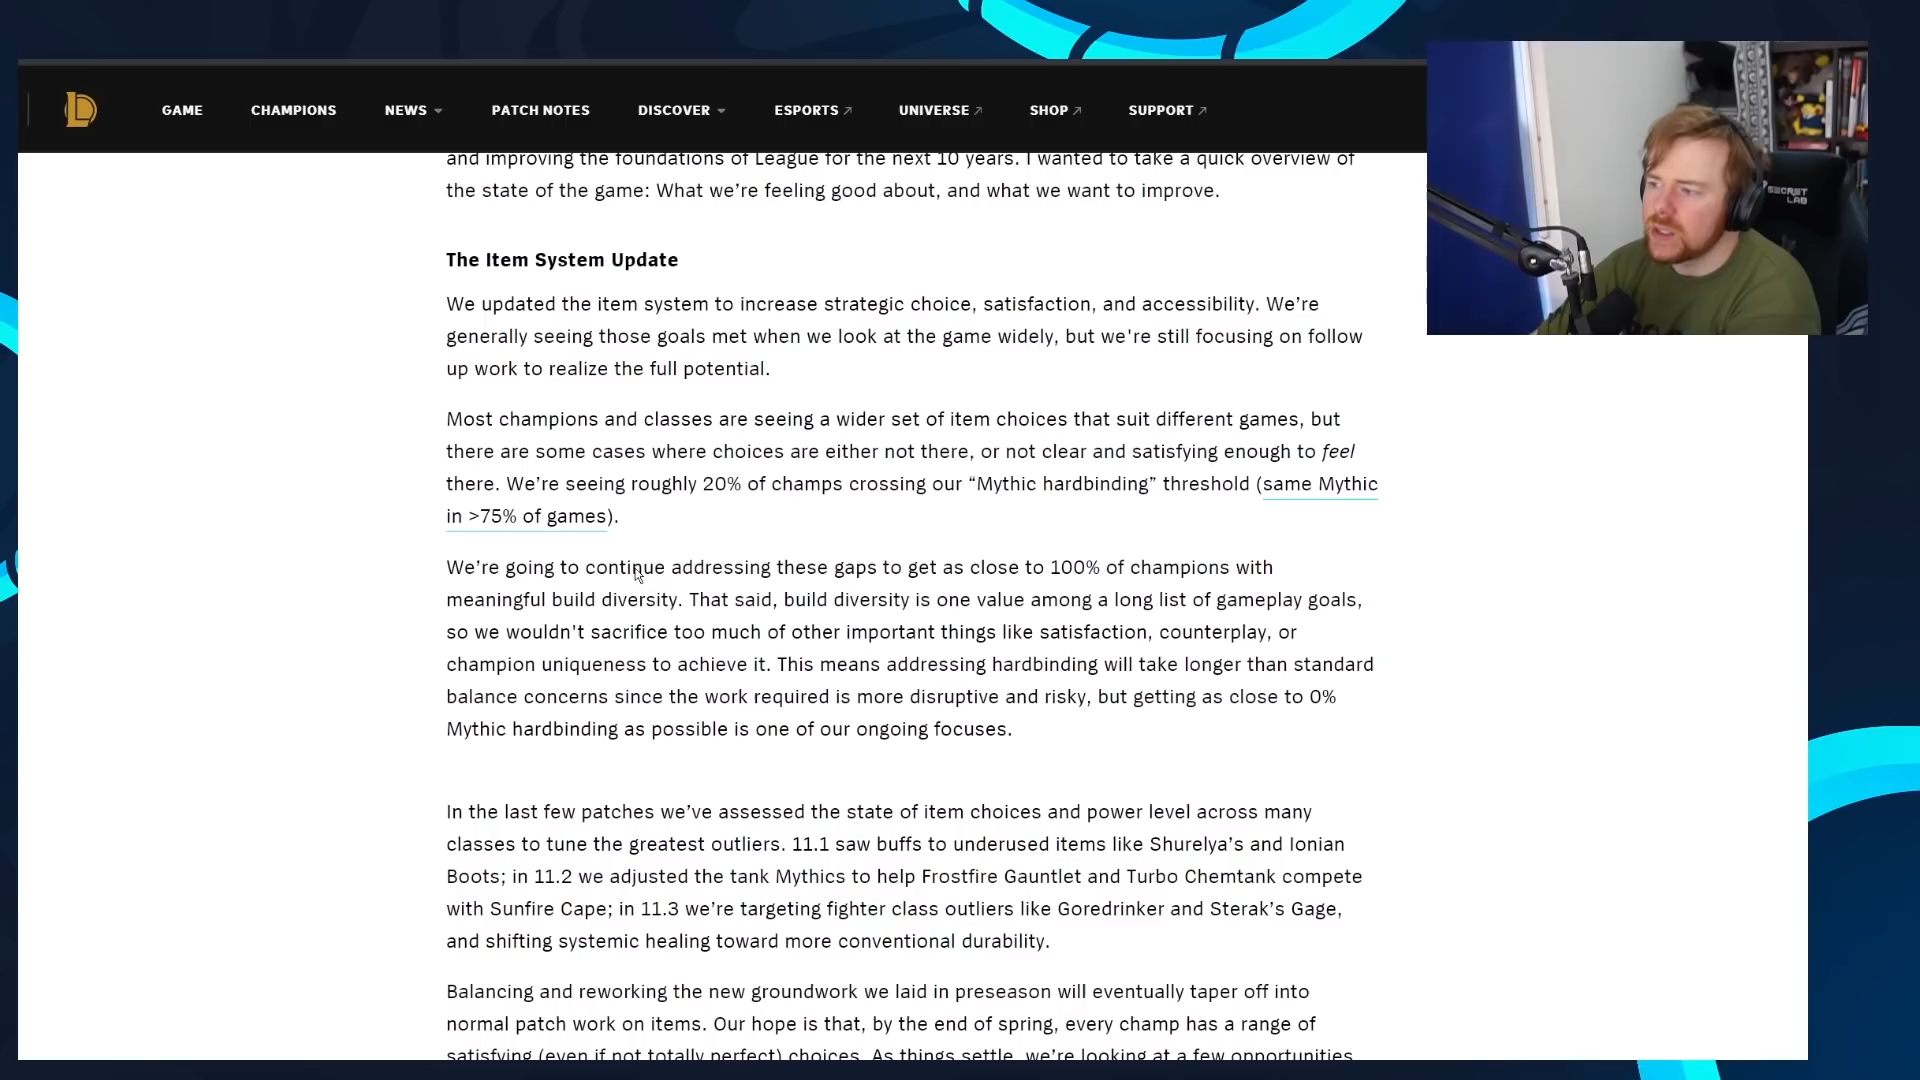 GAME
CHAMPIONS
NEWS
PATCH NOTES
DISCOVER
ESPORTS
UNIVERSE
SHOP
SUPPORT
and improving the foundations of League for the next 10 years. I wanted to take a quick overview of
the state of the game: What we’re feeling good about, and what we want to improve.
The Item System Update
We updated the item system to increase strategic choice, satisfaction, and accessibility. We’re
generally seeing those goals met when we look at the game widely, but we're still focusing on follow
up work to realize the full potential.
Most champions and classes are seeing a wider set of item choices that suit different games, but
there are some cases where choices are either not there, or not clear and satisfying enough to feel
there. We’re seeing roughly 20% of champs crossing our “Mythic hardbinding” threshold (same Mythic
in >75% of games).
We’re going to continue addressing these gaps to get as close to 100% of champions with
meaningful build diversity. That said, build diversity is one value among a long list of gameplay goals,
so we wouldn't sacrifice too much of other important things like satisfaction, counterplay, or
champion uniqueness to achieve it. This means addressing hardbinding will take longer than standard
balance concerns since the work required is more disruptive and risky, but getting as close to 0%
Mythic hardbinding as possible is one of our ongoing focuses.
In the last few patches we’ve assessed the state of item choices and power level across many
classes to tune the greatest outliers. 11.1 saw buffs to underused items like Shurelya’s and Ionian
Boots; in 11.2 we adjusted the tank Mythics to help Frostfire Gauntlet and Turbo Chemtank compete
with Sunfire Cape; in 11.3 we’re targeting fighter class outliers like Goredrinker and Sterak’s Gage,
and shifting systemic healing toward more conventional durability.
Balancing and reworking the new groundwork we laid in preseason will eventually taper off into
normal patch work on items. Our hope is that, by the end of spring, every champ has a range of
satisfying (even if not totally perfect) choices. As things settle, we’re looking at a few opportunities
SECRET
LAB